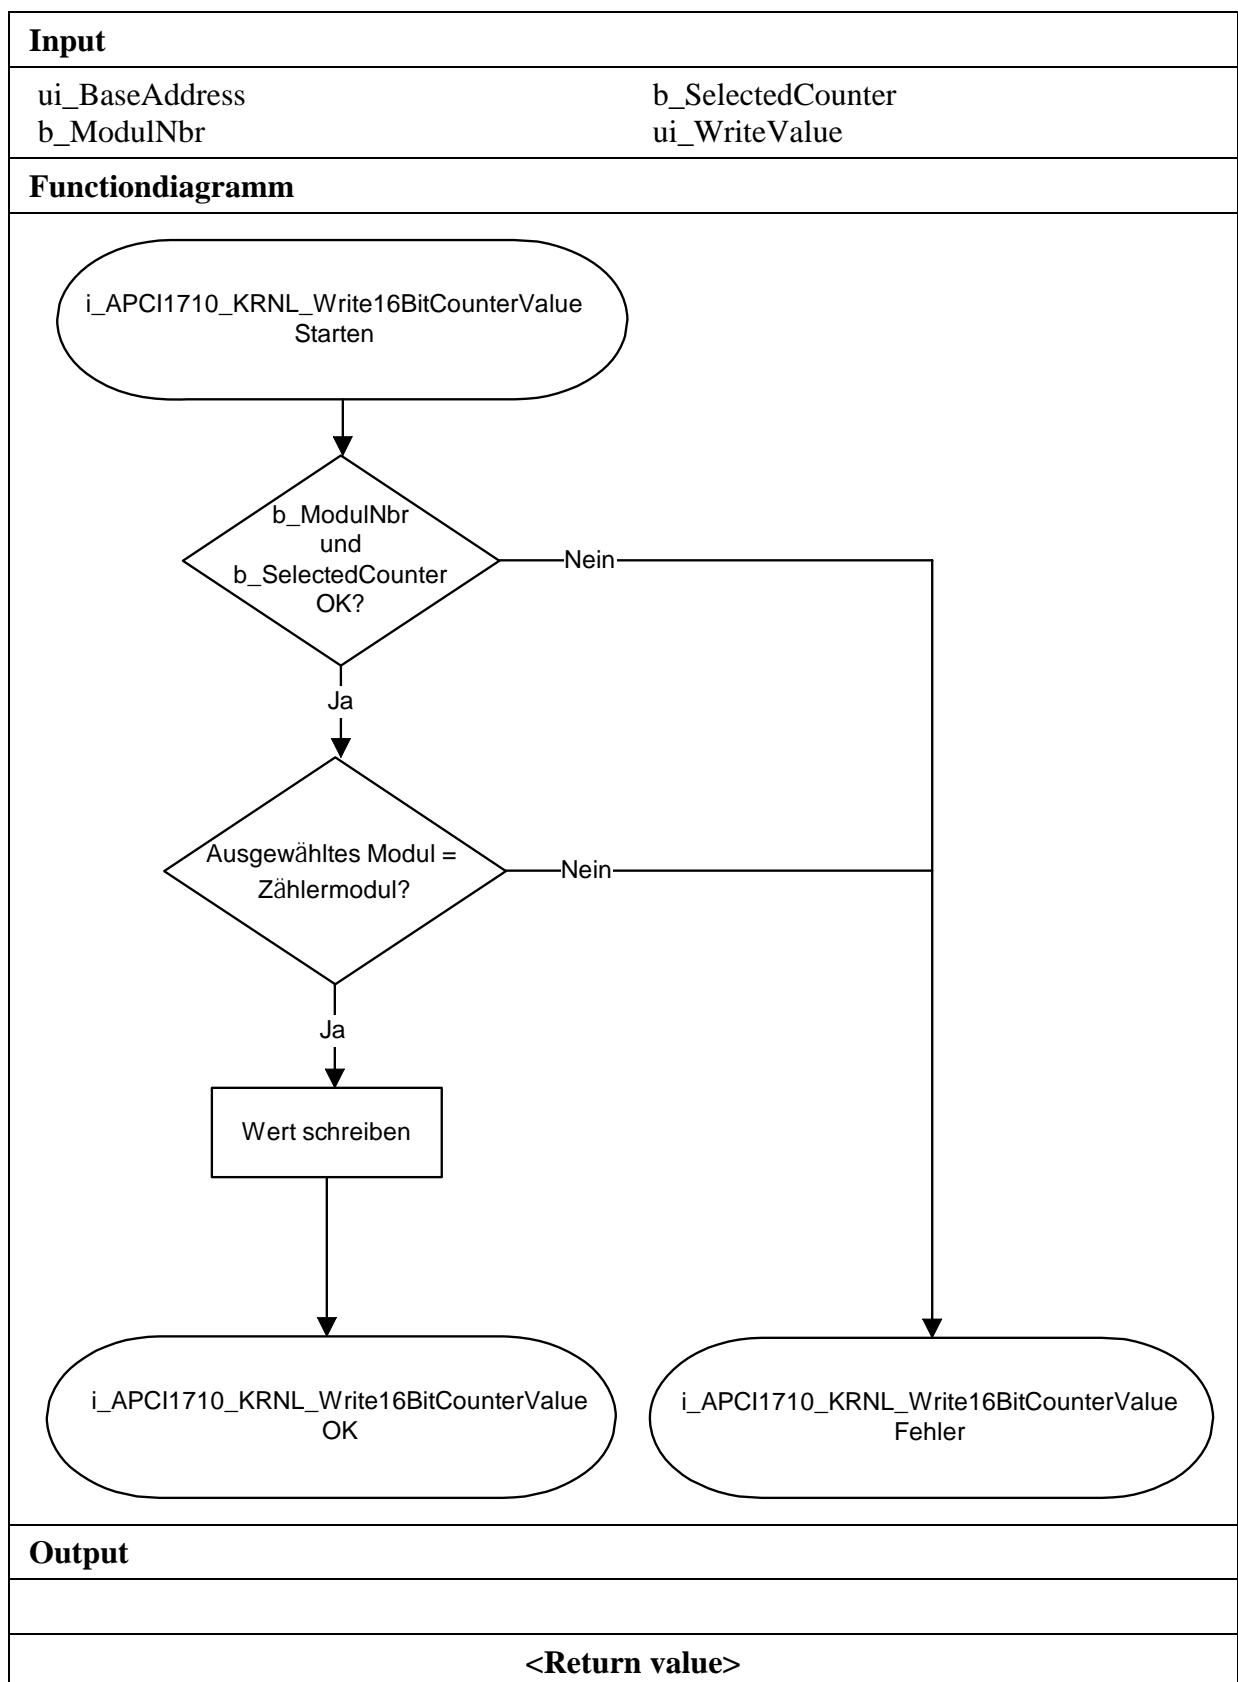 Input
ui_BaseAddress b_SelectedCounter
b_ModulNbr ui_WriteValue
Functiondiagramm
i_APCI1710_KRNL_Write16BitCounterValue
Starten
b_ModulNbr
und
b_SelectedCounter
OK?
Nein
Ja
Ausgewähltes Modul =
Zählermodul?
Nein
Ja
Wert schreiben
i_APCI1710_KRNL_Write16BitCounterValue
OK
i_APCI1710_KRNL_Write16BitCounterValue
Fehler
Output
<Return value>